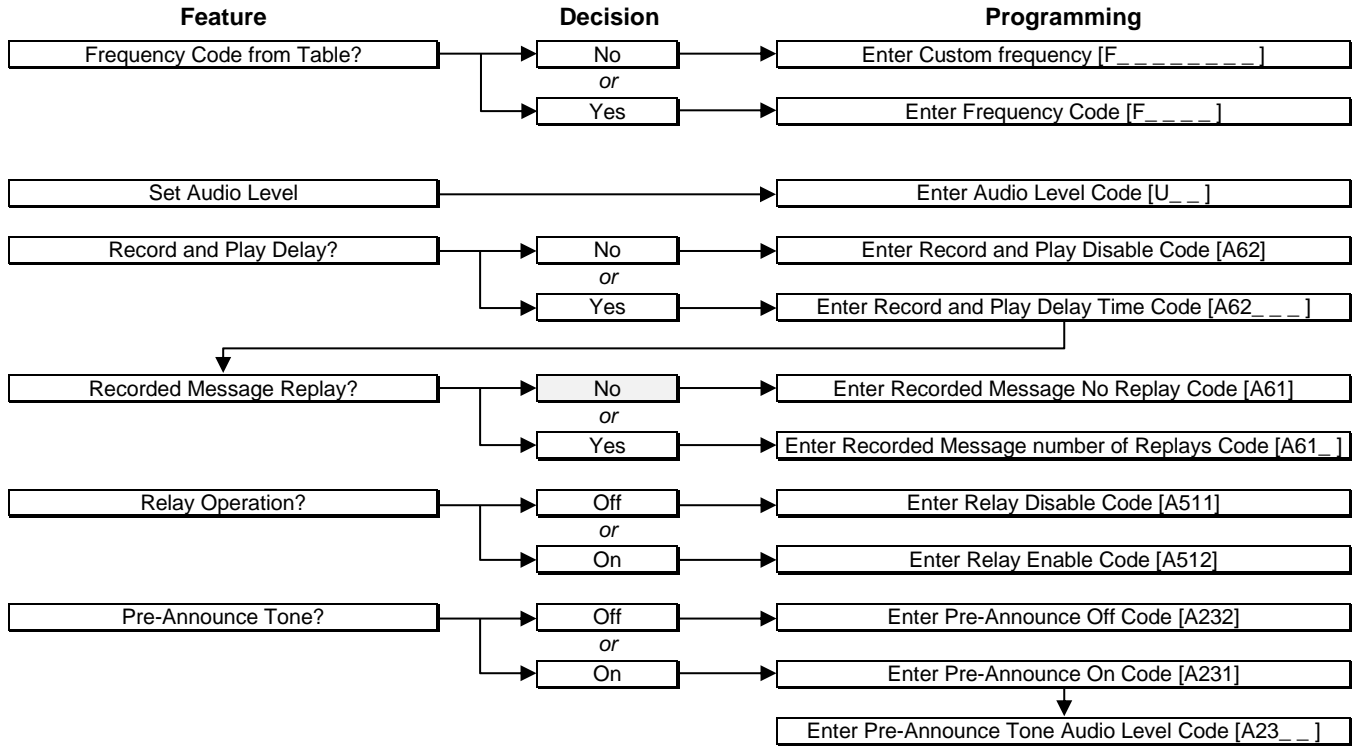 Feature Decision Programming
Frequency Code from Table? No Enter Custom frequency [F_ _ _ _ _ _ _ _ ]
or
Yes Enter Frequency Code [F_ _ _ _ ]
Set Audio Level Enter Audio Level Code [U_ _ ]
Record and Play Delay? No Enter Record and Play Disable Code [A62]
or
Yes Enter Record and Play Delay Time Code [A62_ _ _ ]
Recorded Message Replay? No Enter Recorded Message No Replay Code [A61]
or
Yes Enter Recorded Message number of Replays Code [A61_ ]
Relay Operation? Off Enter Relay Disable Code [A511]
or
On Enter Relay Enable Code [A512]
Pre-Announce Tone? Off Enter Pre-Announce Off Code [A232]
or
On Enter Pre-Announce On Code [A231]
Enter Pre-Announce Tone Audio Level Code [A23_ _ ]